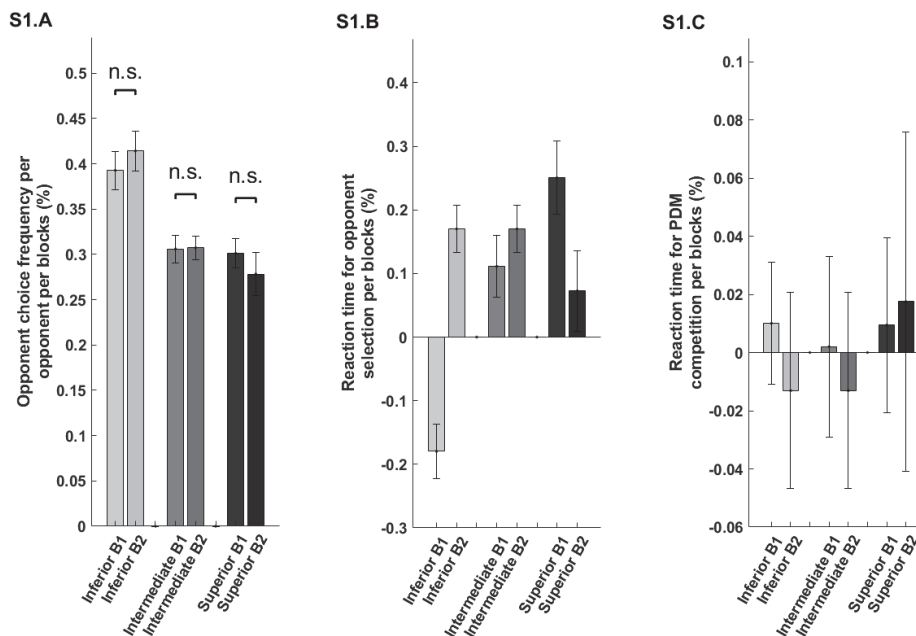 S1.A
Opponent choice frequency per
opponent per blocks (%)
0.5
0.45
0.4
0.35
0.3
0.25
0.2
0.15
0.1
0.05
0
n.s.
n.s.
n.s.
Inferior B1
Inferior B2
Intermediate B1
Intermediate B2
Superior B1
Superior B2
S1.B
Reaction time for opponent
selection per blocks (%)
0.4
0.3
0.2
0.1
0
-0.1
-0.2
-0.3
Inferior B1
Inferior B2
Intermediate B1
Intermediate B2
Superior B1
Superior B2
S1.C
Reaction time for PDM
competition per blocks (%)
0.1
0.08
0.06
0.04
0.02
0
-0.02
-0.04
-0.06
Inferior B1
Inferior B2
Intermediate B1
Intermediate B2
Superior B1
Superior B2